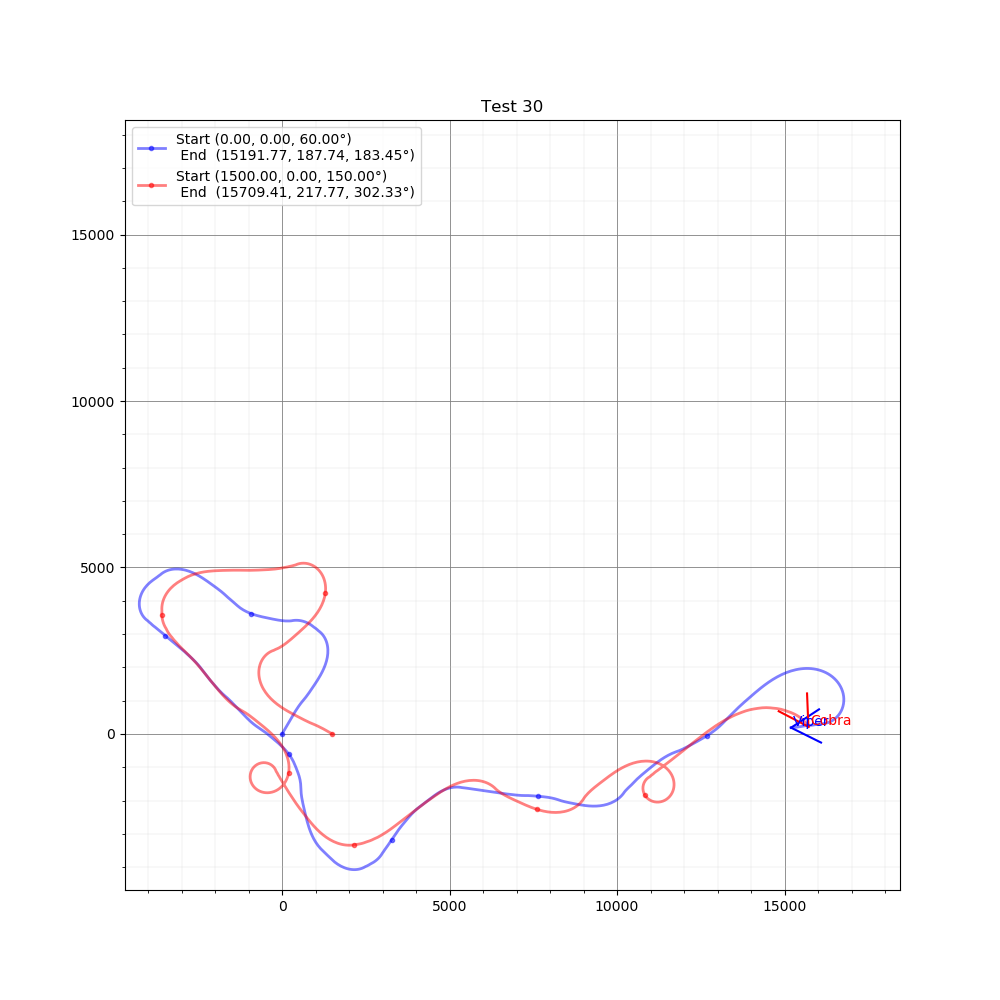 Test 30
Start (0.00, 0.00, 60.00°)
End (15191.77, 187.74, 183.45°)
Start (1500.00, 0.00, 150.00°)
End (15709.41, 217.77, 302.33°)
15000
10000
5000
Viper
Cobra
0
0
5000
10000
15000